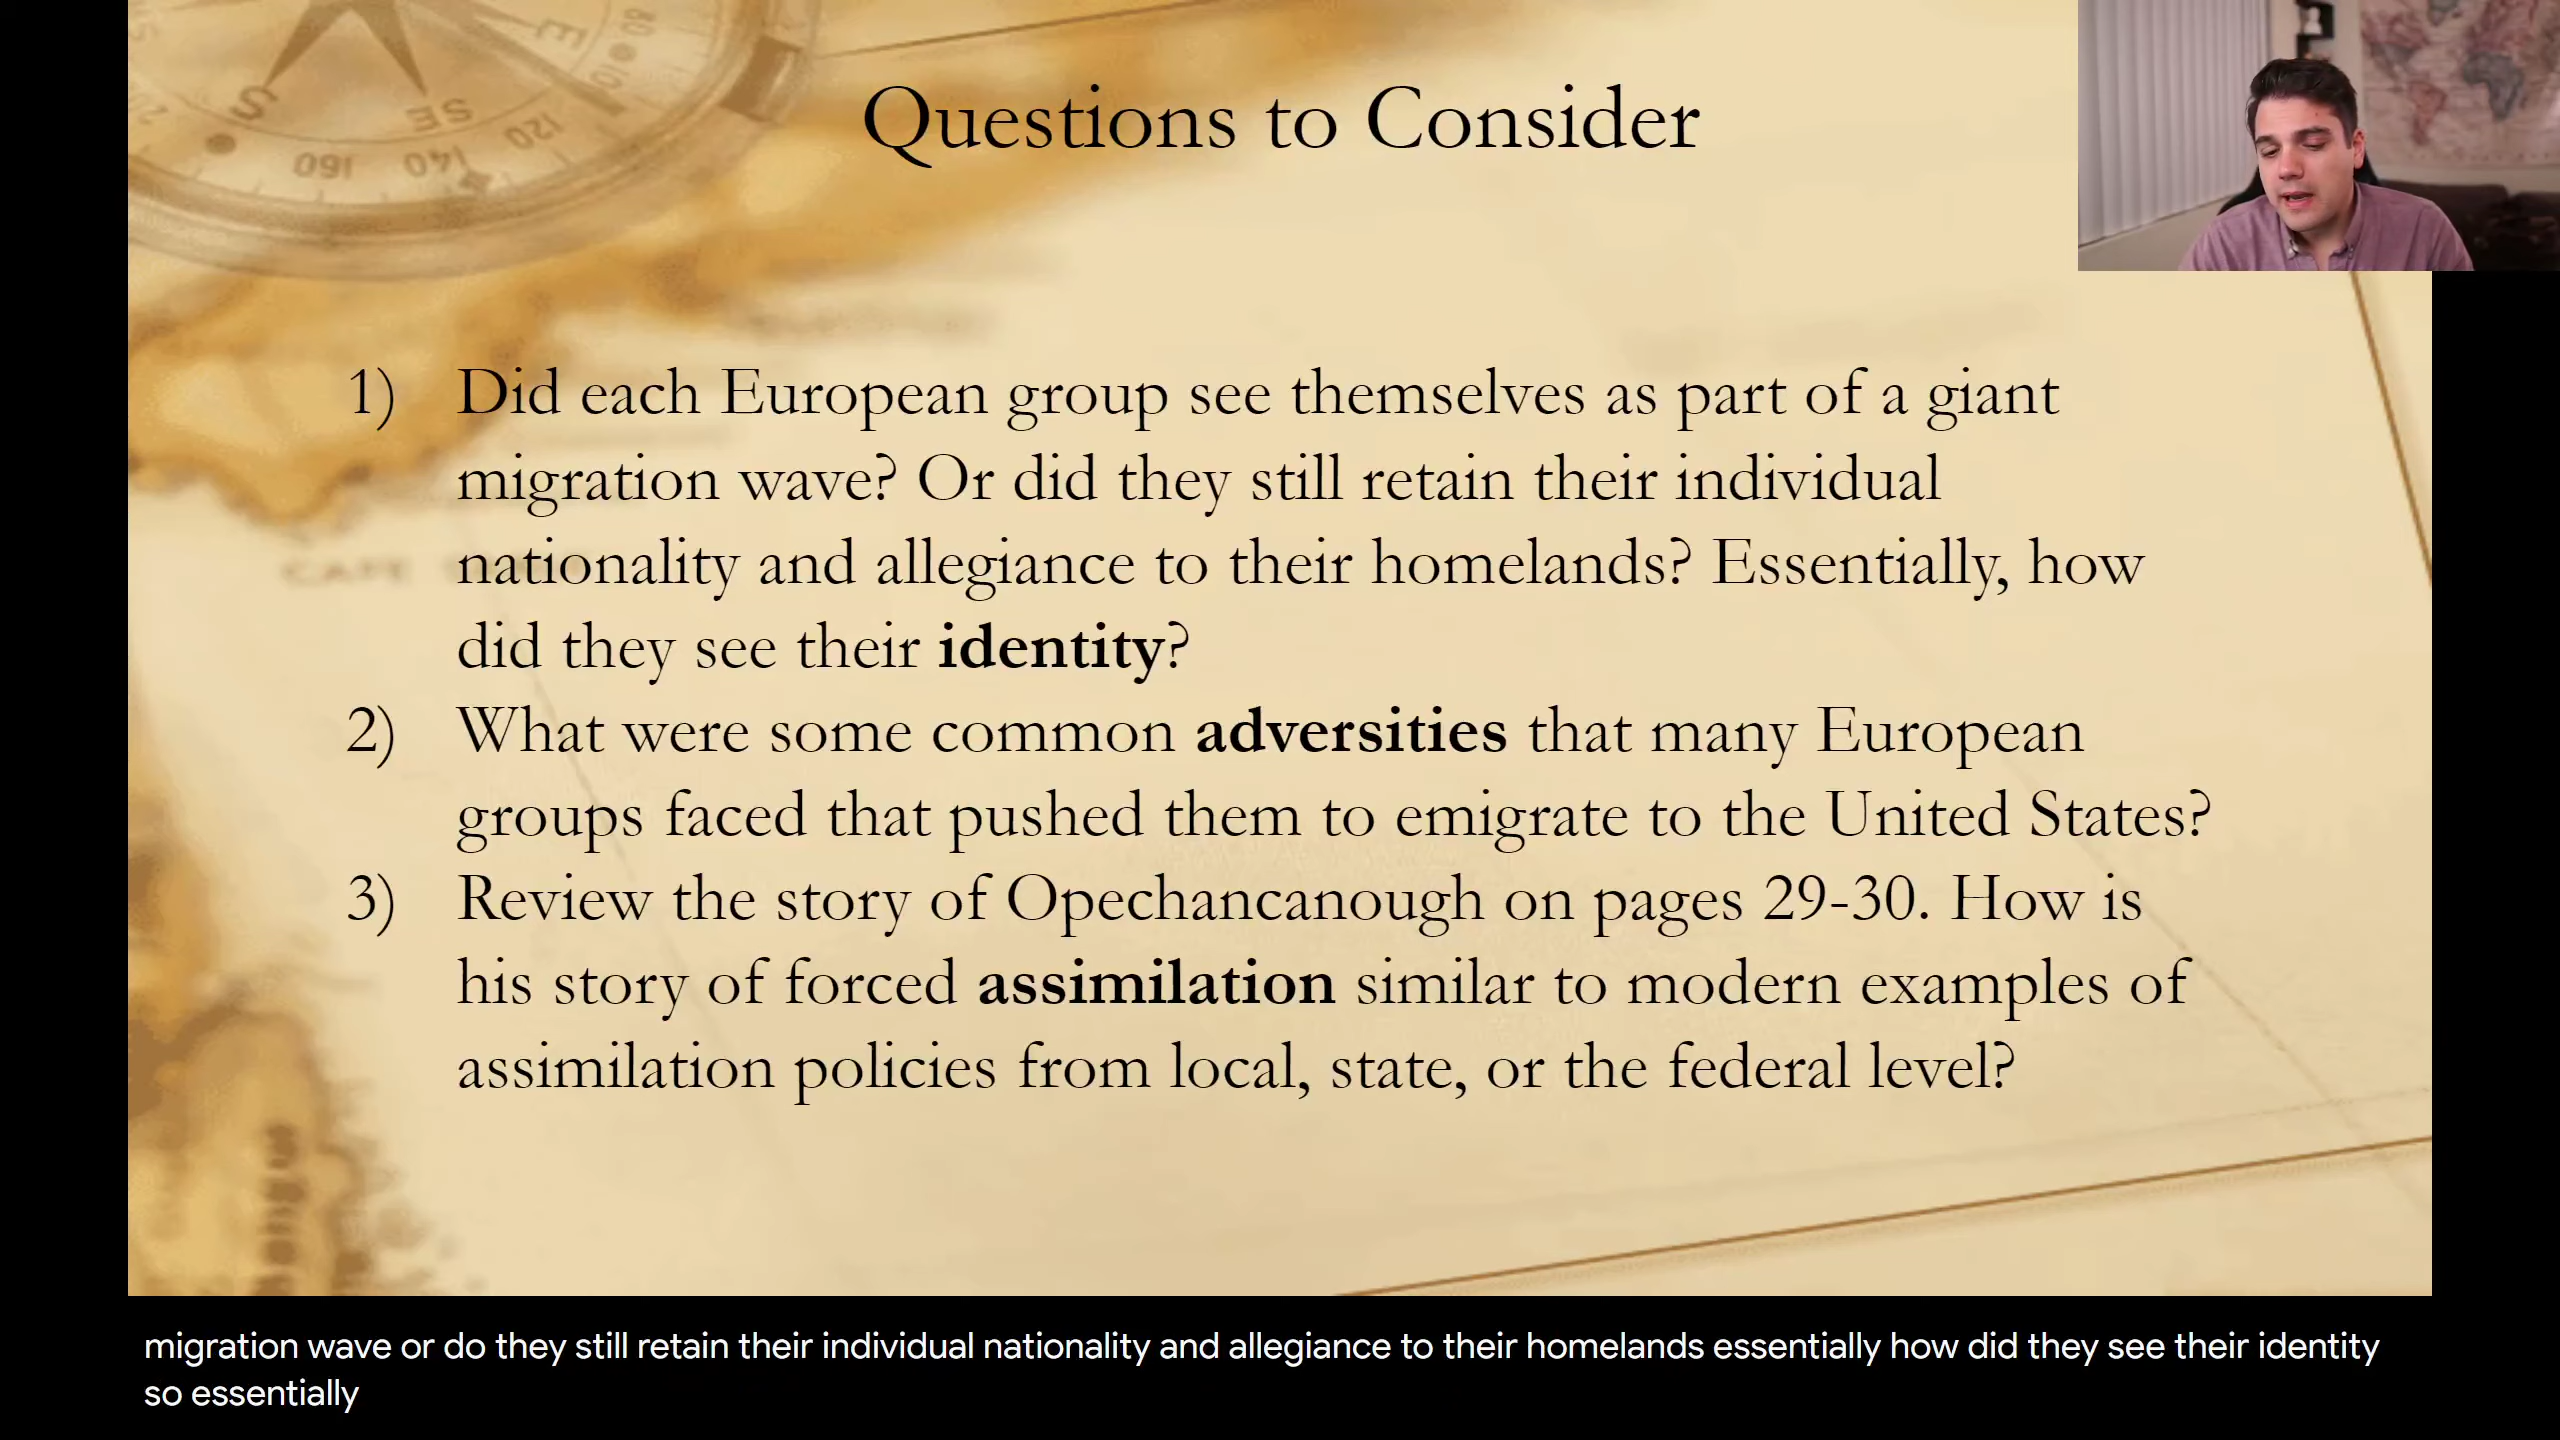 S
SE
E
160
140
120
Questions to Consider
1) Did each European group see themselves as part of a giant
migration wave? Or did they still retain their individual
nationality and allegiance to their homelands? Essentially, how
did they see their identity?
2) What were some common adversities that many European
groups faced that pushed them to emigrate to the United States?
3) Review the story of Opechancanough on pages 29-30. How is
his story of forced assimilation similar to modern examples of
assimilation policies from local, state, or the federal level?
CAPE
migration wave or do they still retain their individual nationality and allegiance to their homelands essentially how did they see their identity
so essentially